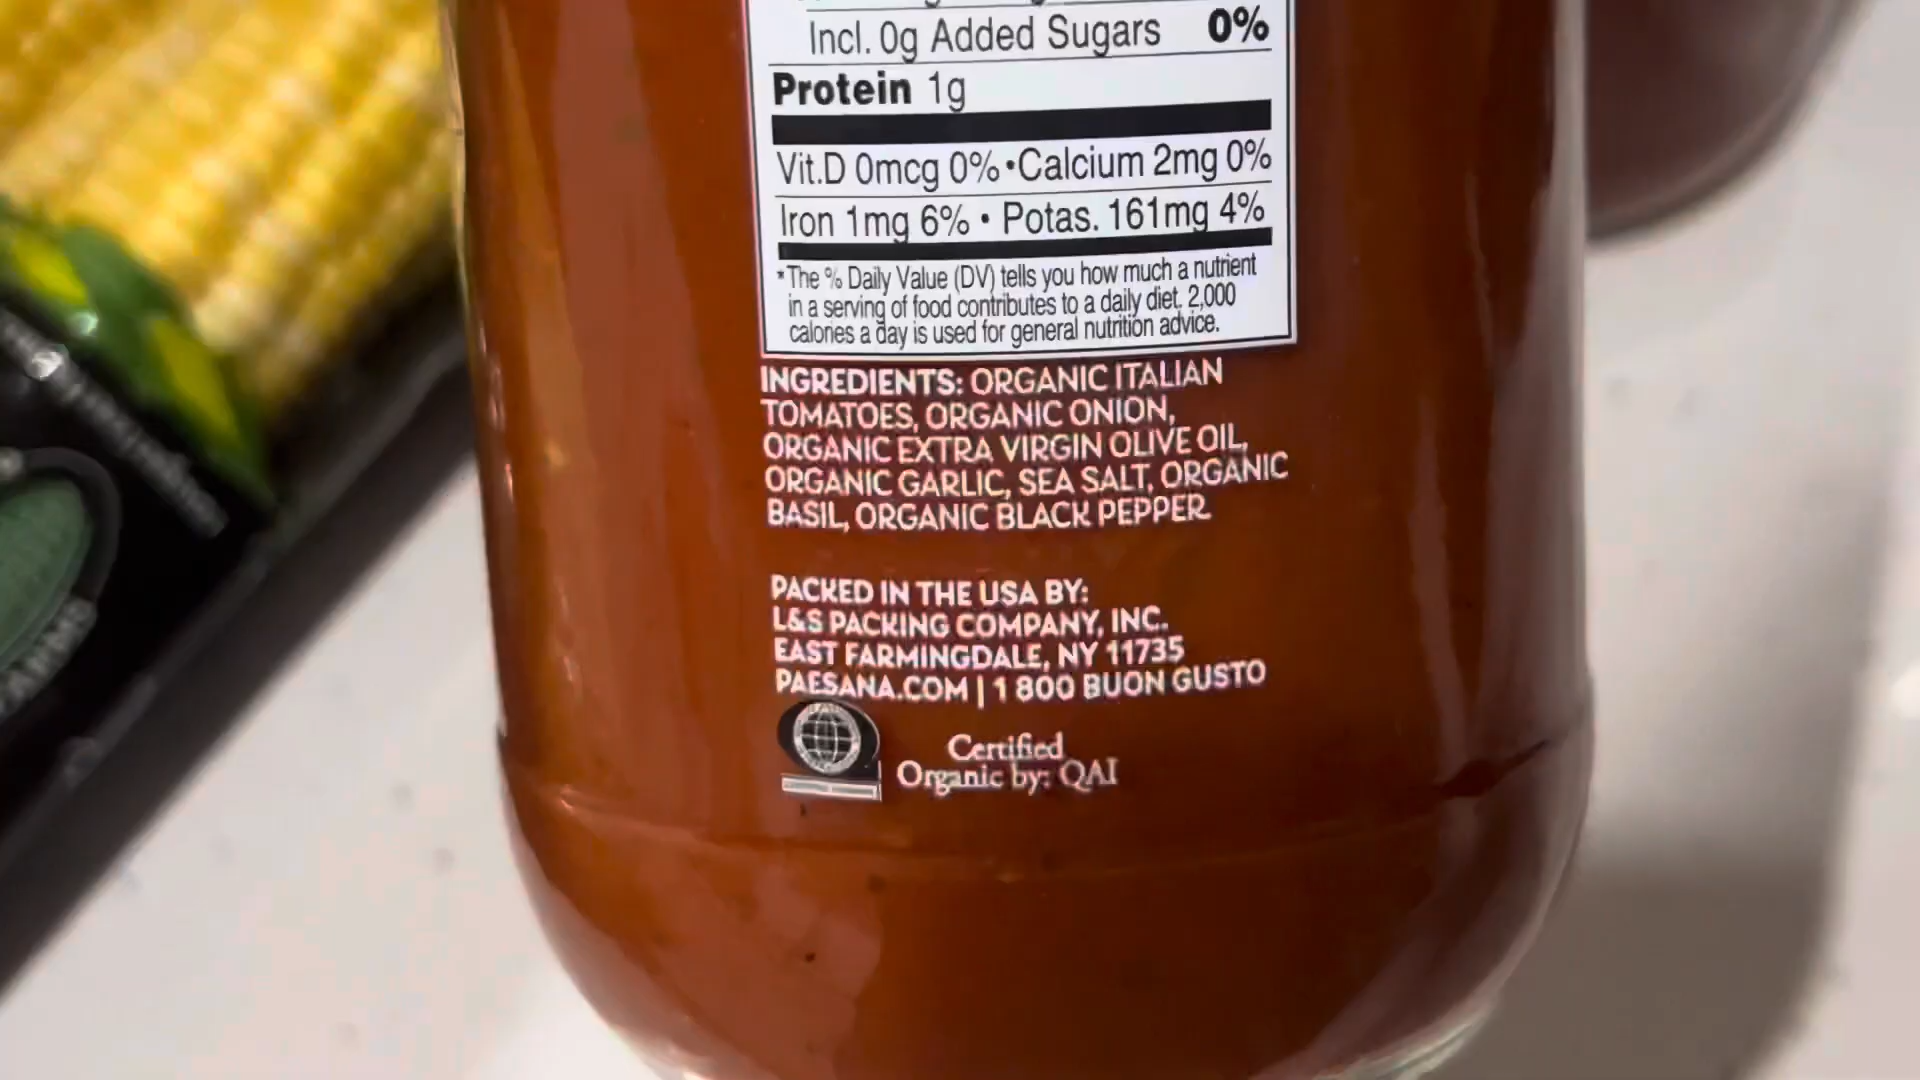 Incl. 0g Added Sugars 0%
Protein 1g
Vit.D 0mcg 0% • Calcium 2mg 0%
Iron 1mg 6% • Potas. 161mg 4%
*The % Daily Value (DV) tells you how much a nutrient
in a serving of food contributes to a daily diet. 2,000
calories a day is used for general nutrition advice.
INGREDIENTS: ORGANIC ITALIAN
TOMATOES, ORGANIC ONION,
ORGANIC EXTRA VIRGIN OLIVE OIL,
ORGANIC GARLIC, SEA SALT, ORGANIC
BASIL, ORGANIC BLACK PEPPER
PACKED IN THE USA BY:
L&S PACKING COMPANY, INC.
EAST FARMINGDALE, NY 11735
PAESANA.COM | 1 800 BUON GUSTO
Certified
Organic by: QAI